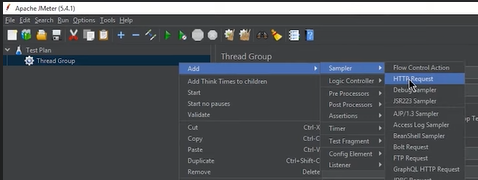 Apache JMeter (5.4.1)
File Edit Search Run Options Tools Help
Test Plan
Thread Group
Thread Group
Add
Add Think Times to children
Start
Start no pauses
Validate
Cut Ctrl-X
Copy Ctrl-C
Paste Ctrl-V
Duplicate Ctrl+Shift-C
Remove Delete
Sampler
Logic Controller
Pre Processors
Post Processors
Assertions
Timer
Test Fragment
Config Element
Listener
Flow Control Action
HTTP Request
Debug Sampler
JSR223 Sampler
AJP/1.3 Sampler
Access Log Sampler
BeanShell Sampler
Bolt Request
FTP Request
GraphQL HTTP Request